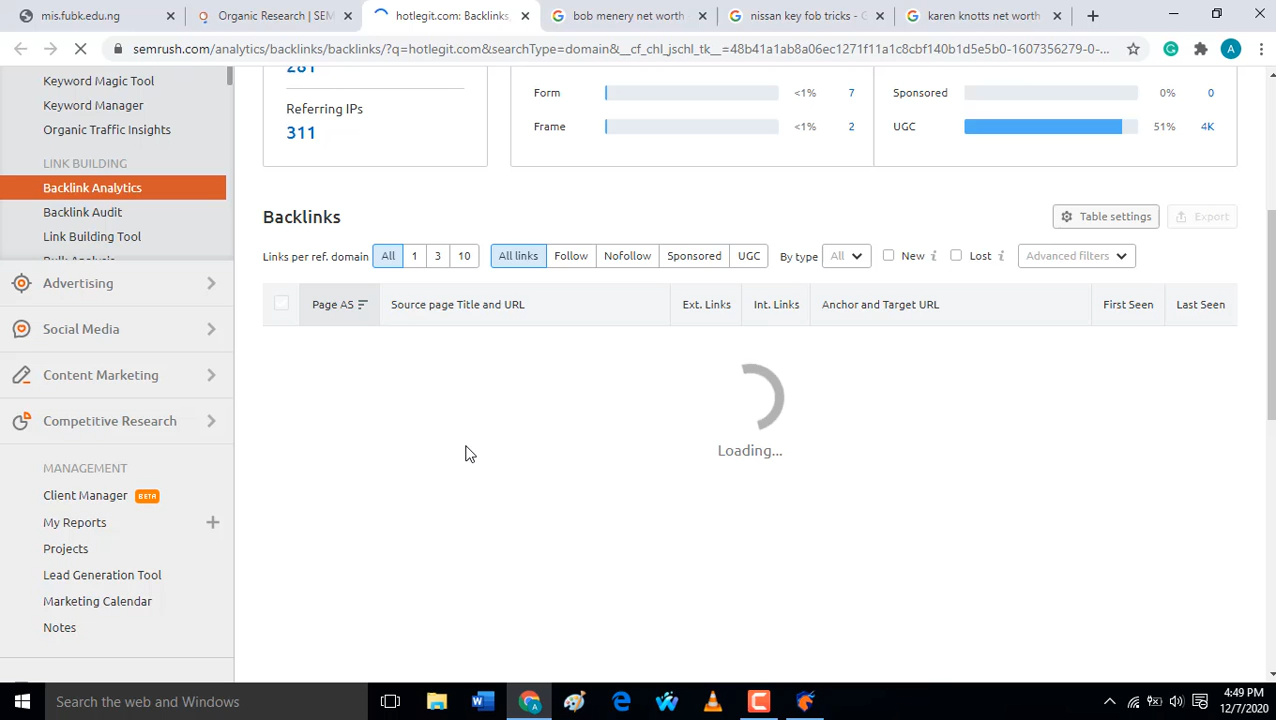 mis.fubk.edu.ng
Organic Research | SEM
hotlegit.com: Backlinks,
bob menery net worth
nissan key fob tricks - G
karen knotts net worth
semrush.com/analytics/backlinks/backlinks/?q=hotlegit.com&searchType=domain&__cf_chl_jschl_tk__=48b41a1ab8a06ec1271f11a1c8cbf140b1d5e5b0-1607356279-0-...
A
Keyword Magic Tool
Keyword Manager
Organic Traffic Insights
LINK BUILDING
Backlink Analytics
Backlink Audit
Link Building Tool
Bulk Analysis
Advertising
Social Media
Content Marketing
Competitive Research
MANAGEMENT
Client Manager BETA
My Reports
Projects
Lead Generation Tool
Marketing Calendar
Notes
281
Referring IPs
311
Form <1% 7
Frame <1% 2
Sponsored 0% 0
UGC 51% 4K
Backlinks
Table settings
Export
Links per ref. domain All 1 3 10 All links Follow Nofollow Sponsored UGC By type All New i Lost i Advanced filters
Page AS Source page Title and URL Ext. Links Int. Links Anchor and Target URL First Seen Last Seen
Loading...
Search the web and Windows
4:49 PM
12/7/2020